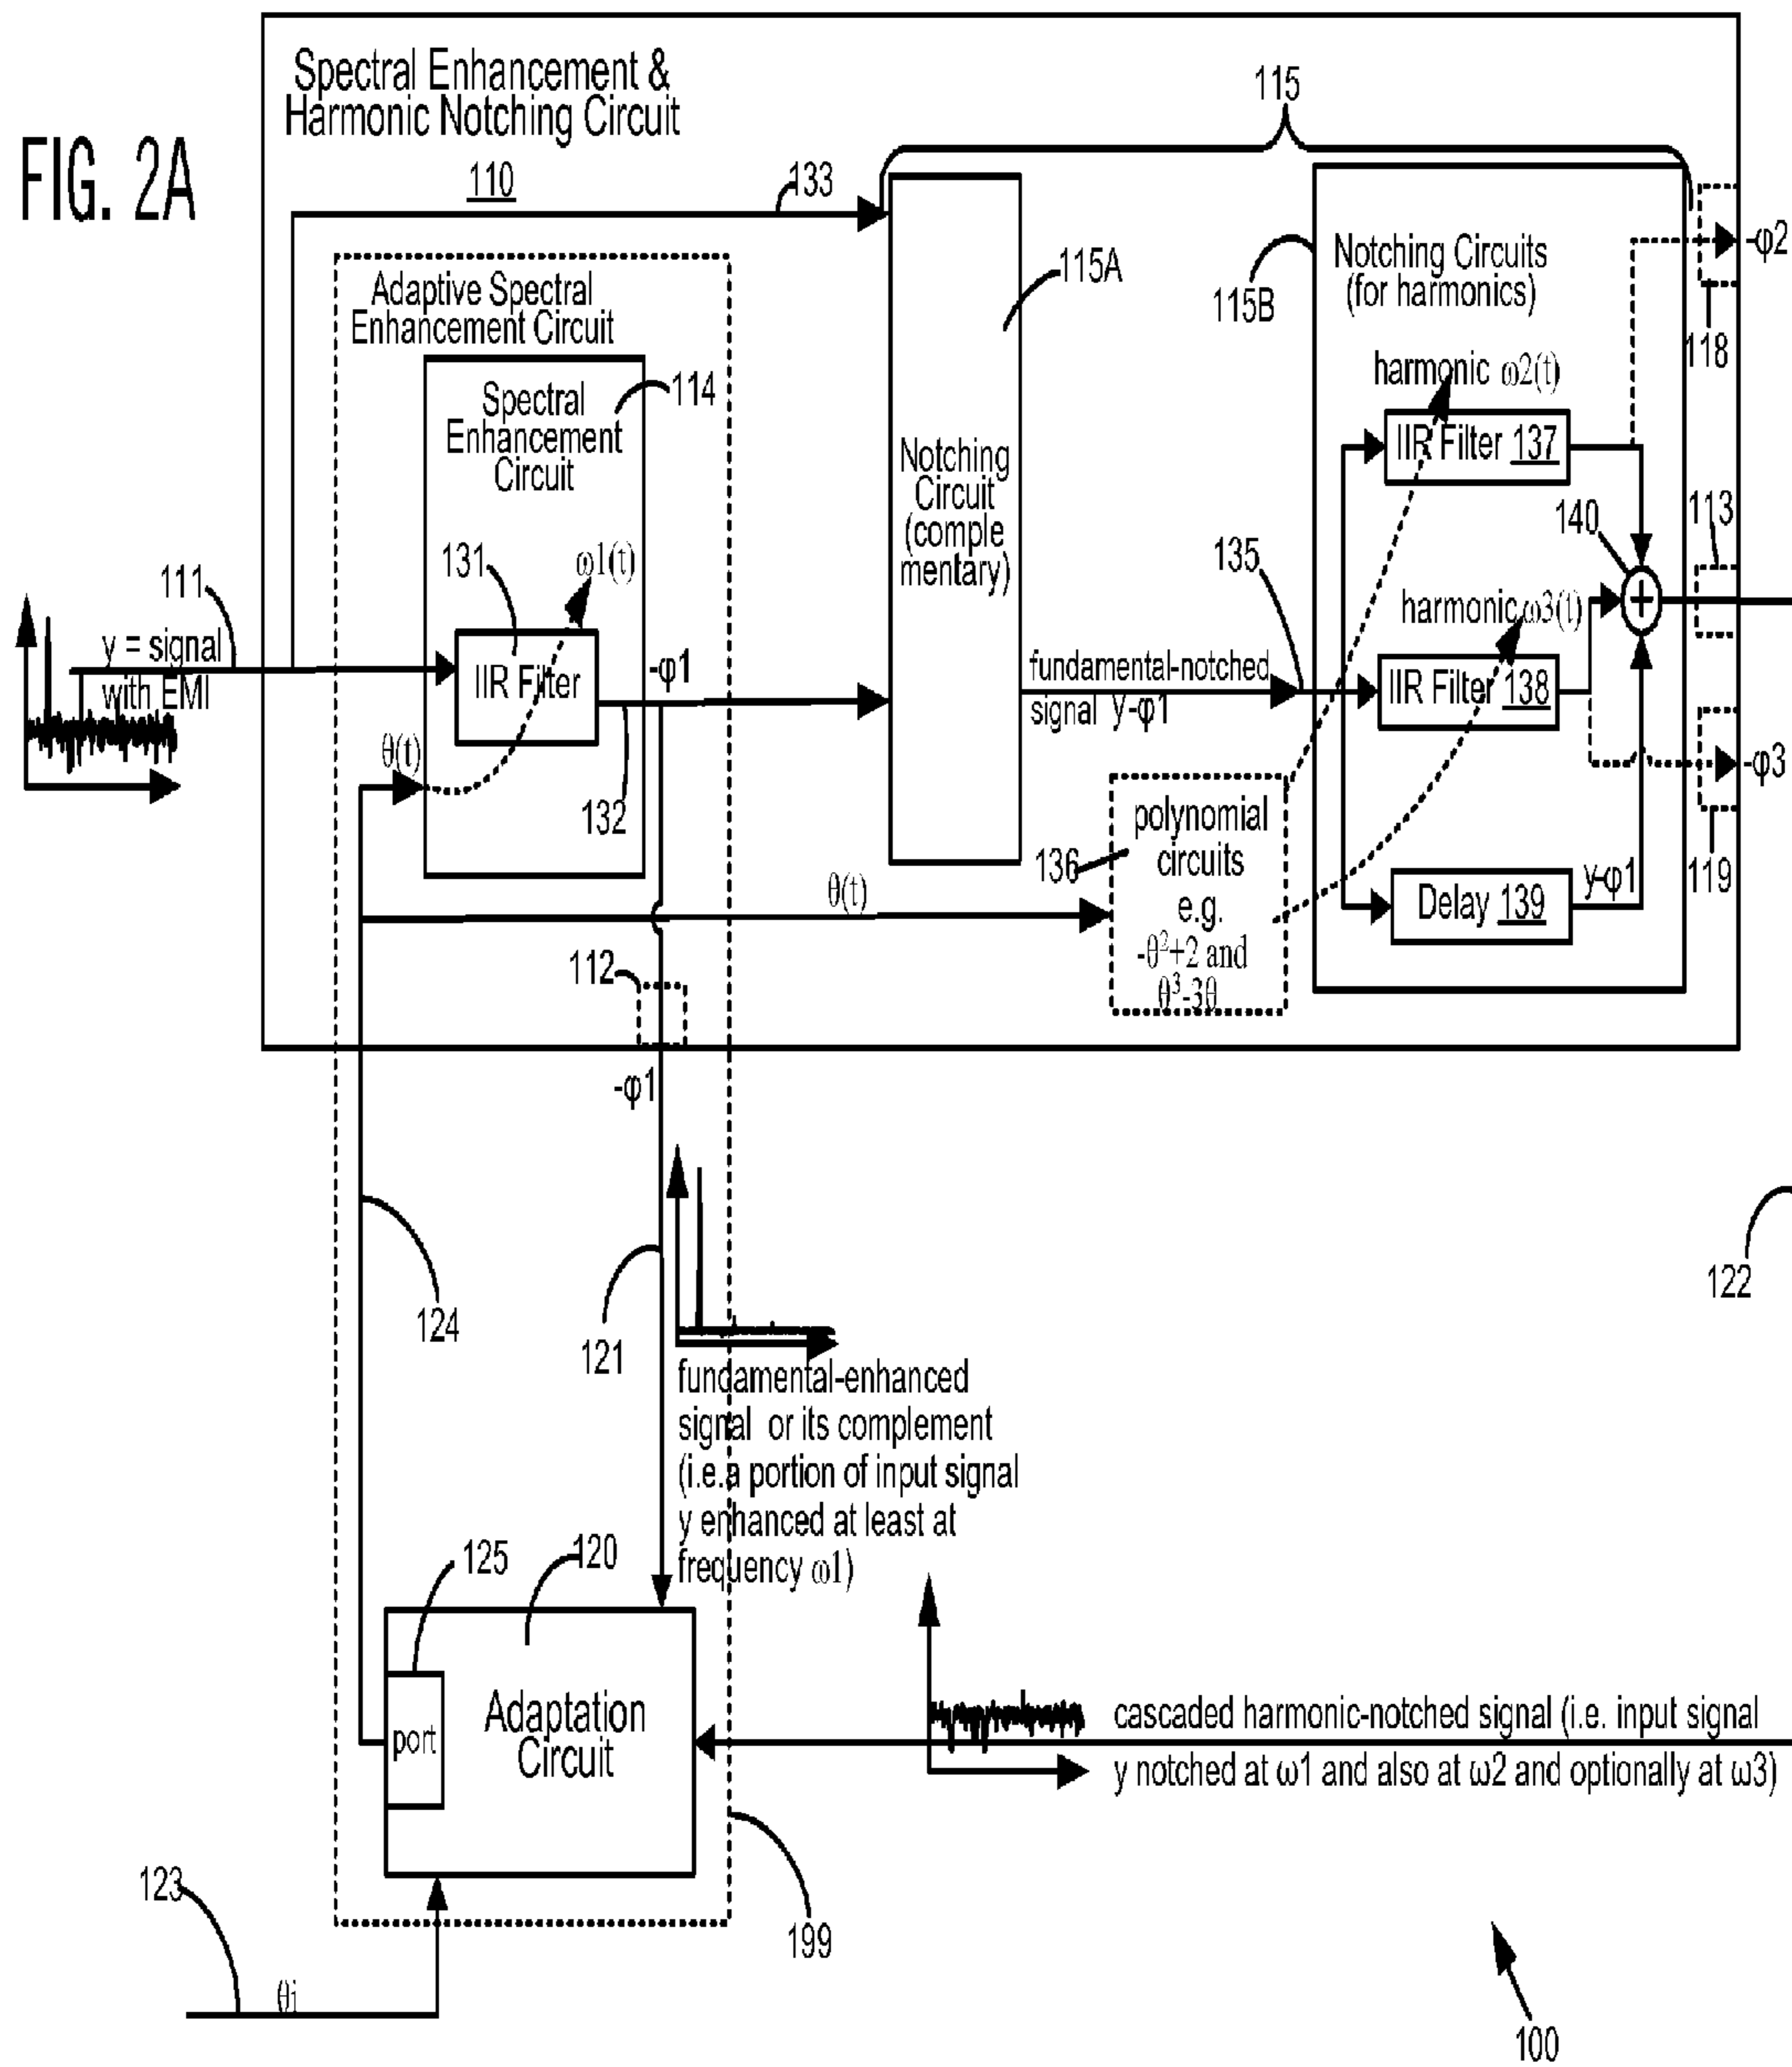 FIG. 2A
Spectral Enhancement &
Harmonic Notching Circuit
110
133
115
Adaptive Spectral
Enhancement Circuit
Spectral
Enhancement
Circuit
114
131
ω1(t)
IIR Filter
-φ1
132
θ(t)
111
y = signal
with EMI
115A
Notching
Circuit
(comple
mentary)
115B
Notching Circuits
(for harmonics)
-φ2
118
harmonic ω2(t)
IIR Filter 137
140
113
135
harmonic ω3(t)
fundamental-notched
signal y-φ1
IIR Filter 138
-φ3
119
136
polynomial
circuits
e.g.
-θ²+2 and
θ³-3θ
Delay 139
y-φ1
θ(t)
112
-φ1
124
121
122
fundamental-enhanced
signal or its complement
(i.e.a portion of input signal
y enhanced at least at
frequency ω1)
125
120
port
Adaptation
Circuit
cascaded harmonic-notched signal (i.e. input signal
y notched at ω1 and also at ω2 and optionally at ω3)
123
θi
199
100